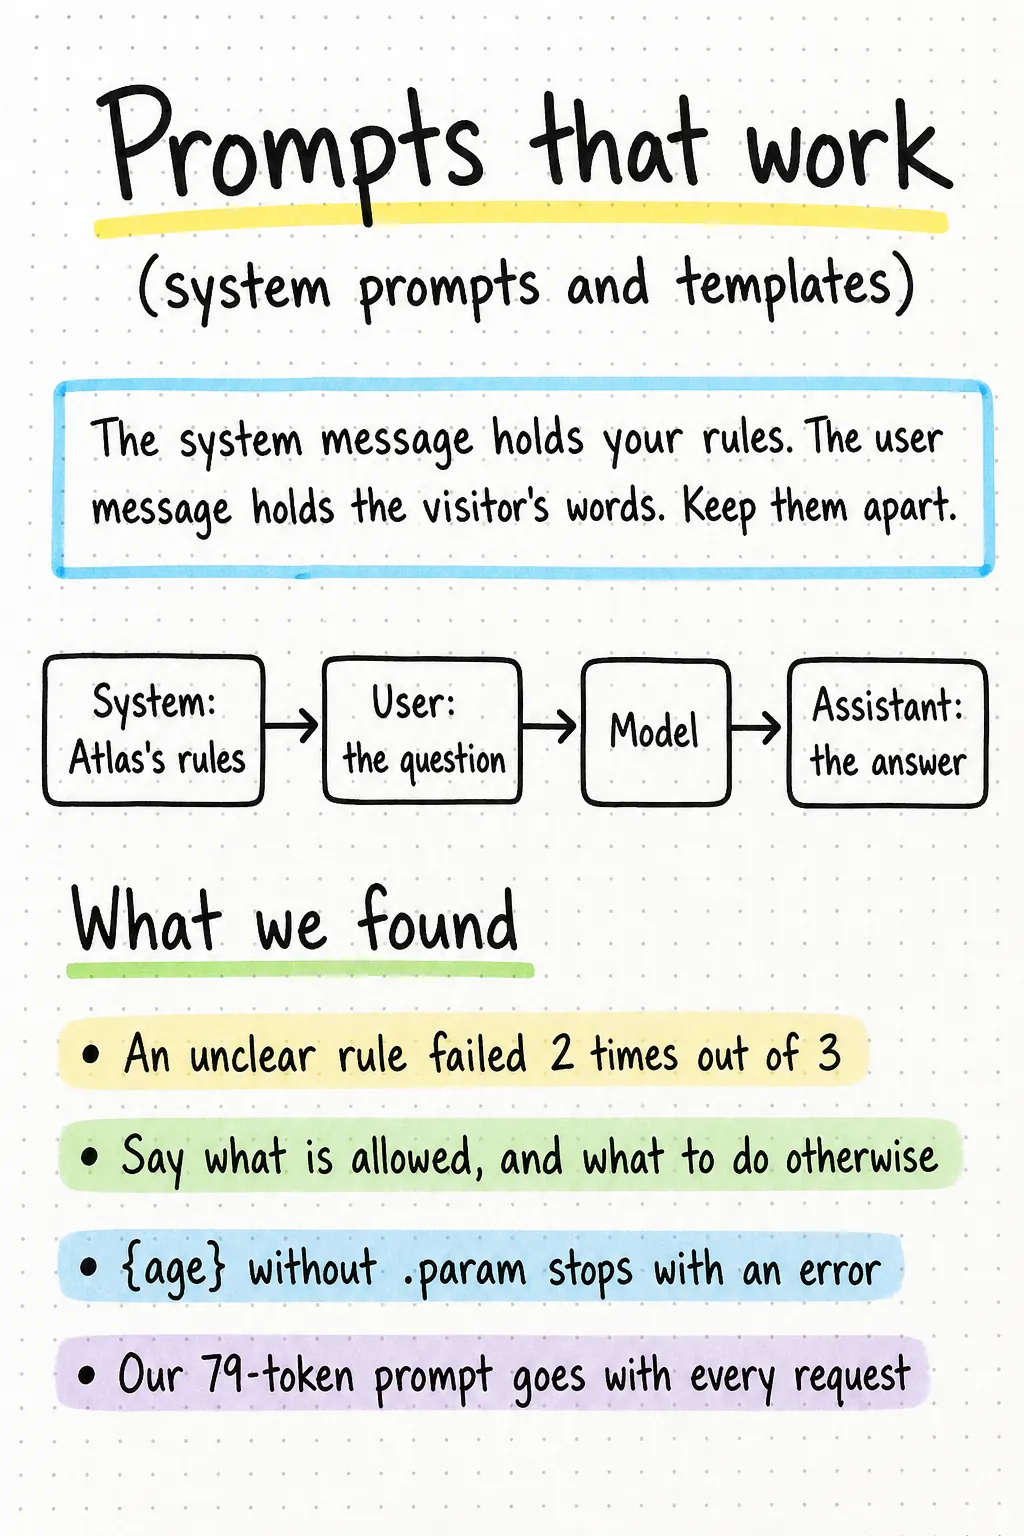 Prompts that work
(system prompts and templates)
The system message holds your rules. The user
message holds the visitor's words. Keep them apart.
System:
Atlas's rules
User:
the question
Model
Assistant:
the answer
What we found
• An unclear rule failed 2 times out of 3
• Say what is allowed, and what to do otherwise
• {age} without .param stops with an error
• Our 79-token prompt goes with every request